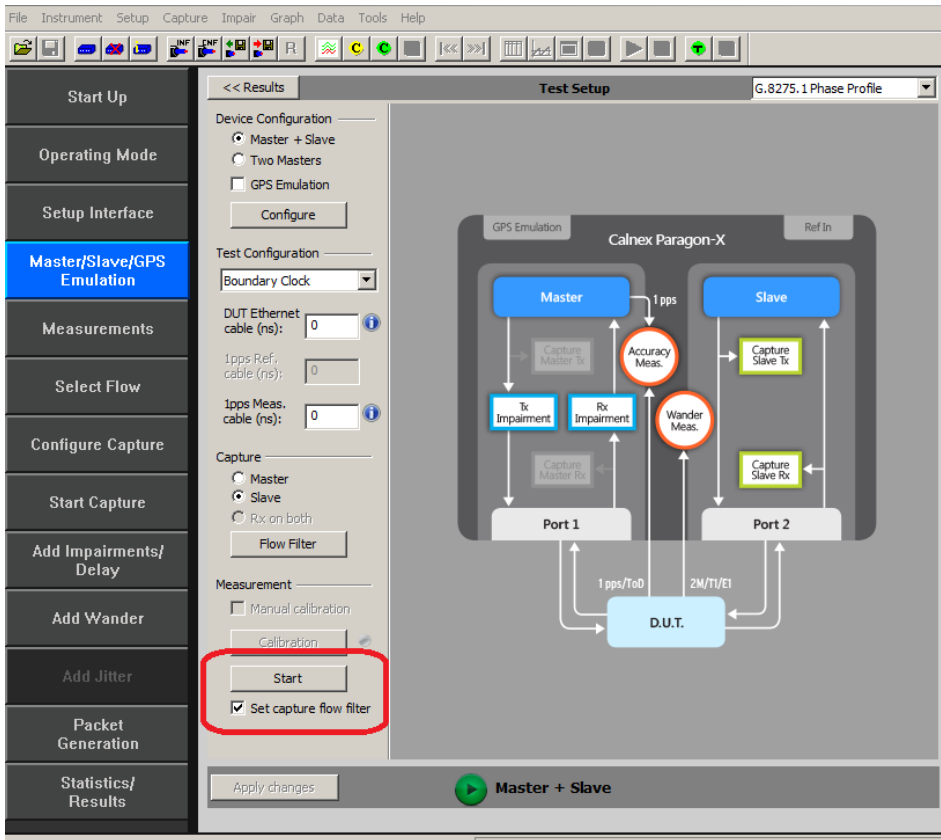 File Instrument Setup Capture Impair Graph Data Tools Help
INF
CNF
R
C
C
T
Start Up
Operating Mode
Setup Interface
Master/Slave/GPS
Emulation
Measurements
Select Flow
Configure Capture
Start Capture
Add Impairments/
Delay
Add Wander
Add Jitter
Packet
Generation
Statistics/
Results
<< Results
Test Setup
G.8275.1 Phase Profile
Device Configuration
Master + Slave
Two Masters
GPS Emulation
Configure
Test Configuration
Boundary Clock
DUT Ethernet
cable (ns): 0
1pps Ref.
cable (ns): 0
1pps Meas.
cable (ns): 0
Capture
Master
Slave
Rx on both
Flow Filter
Measurement
Manual calibration
Calibration
Start
Set capture flow filter
GPS Emulation
Calnex Paragon-X
Ref In
Master
1 pps
Slave
Capture
Master Tx
Accuracy
Meas.
Capture
Slave Tx
Tx
Impairment
Rx
Impairment
Wander
Meas.
Capture
Master Rx
Capture
Slave Rx
Port 1
Port 2
1 pps/ToD
2M/T1/E1
D.U.T.
Apply changes
Master + Slave